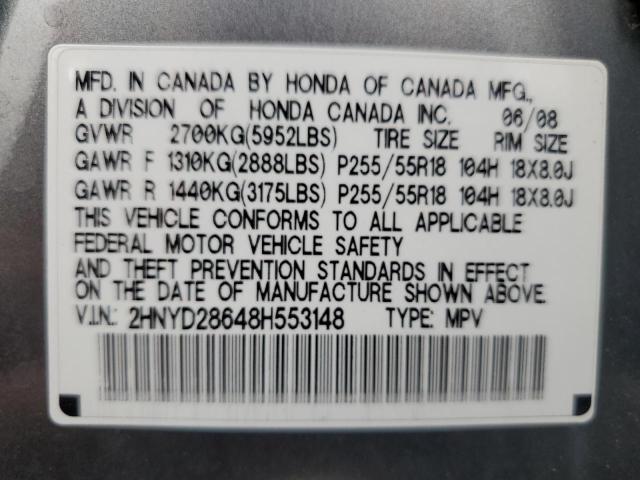 MFD. IN CANADA BY HONDA OF CANADA MFG.,
A DIVISION OF HONDA CANADA INC. 06/08
GVWR 2700KG(5952LBS) TIRE SIZE RIM SIZE
GAWR F 1310KG(2888LBS) P255/55R18 104H 18X8.0J
GAWR R 1440KG(3175LBS) P255/55R18 104H 18X8.0J
THIS VEHICLE CONFORMS TO ALL APPLICABLE
FEDERAL MOTOR VEHICLE SAFETY
AND THEFT PREVENTION STANDARDS IN EFFECT
ON THE DATE OF MANUFACTURE SHOWN ABOVE.
V.I.N.: 2HNYD28648H553148 TYPE: MPV